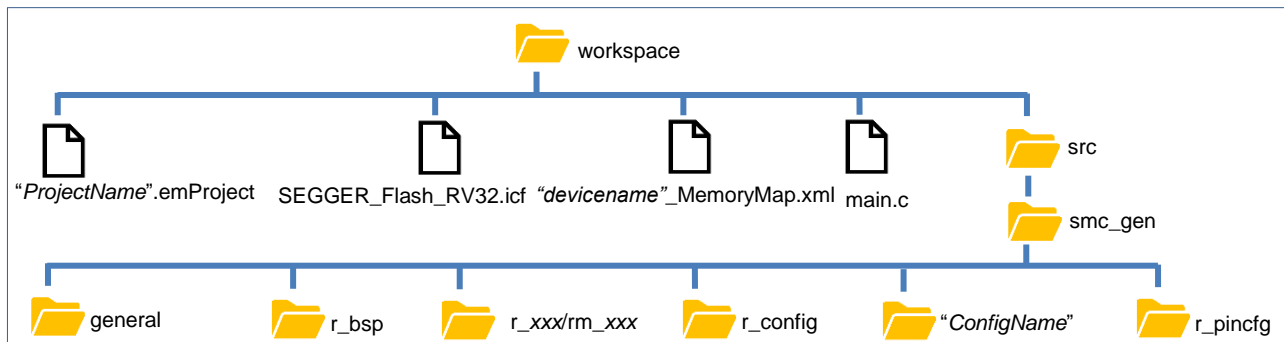 workspace
“ProjectName”.emProject
SEGGER_Flash_RV32.icf
“devicename”_MemoryMap.xml
main.c
src
smc_gen
general
r_bsp
r_xxx/rm_xxx
r_config
“ConfigName”
r_pincfg